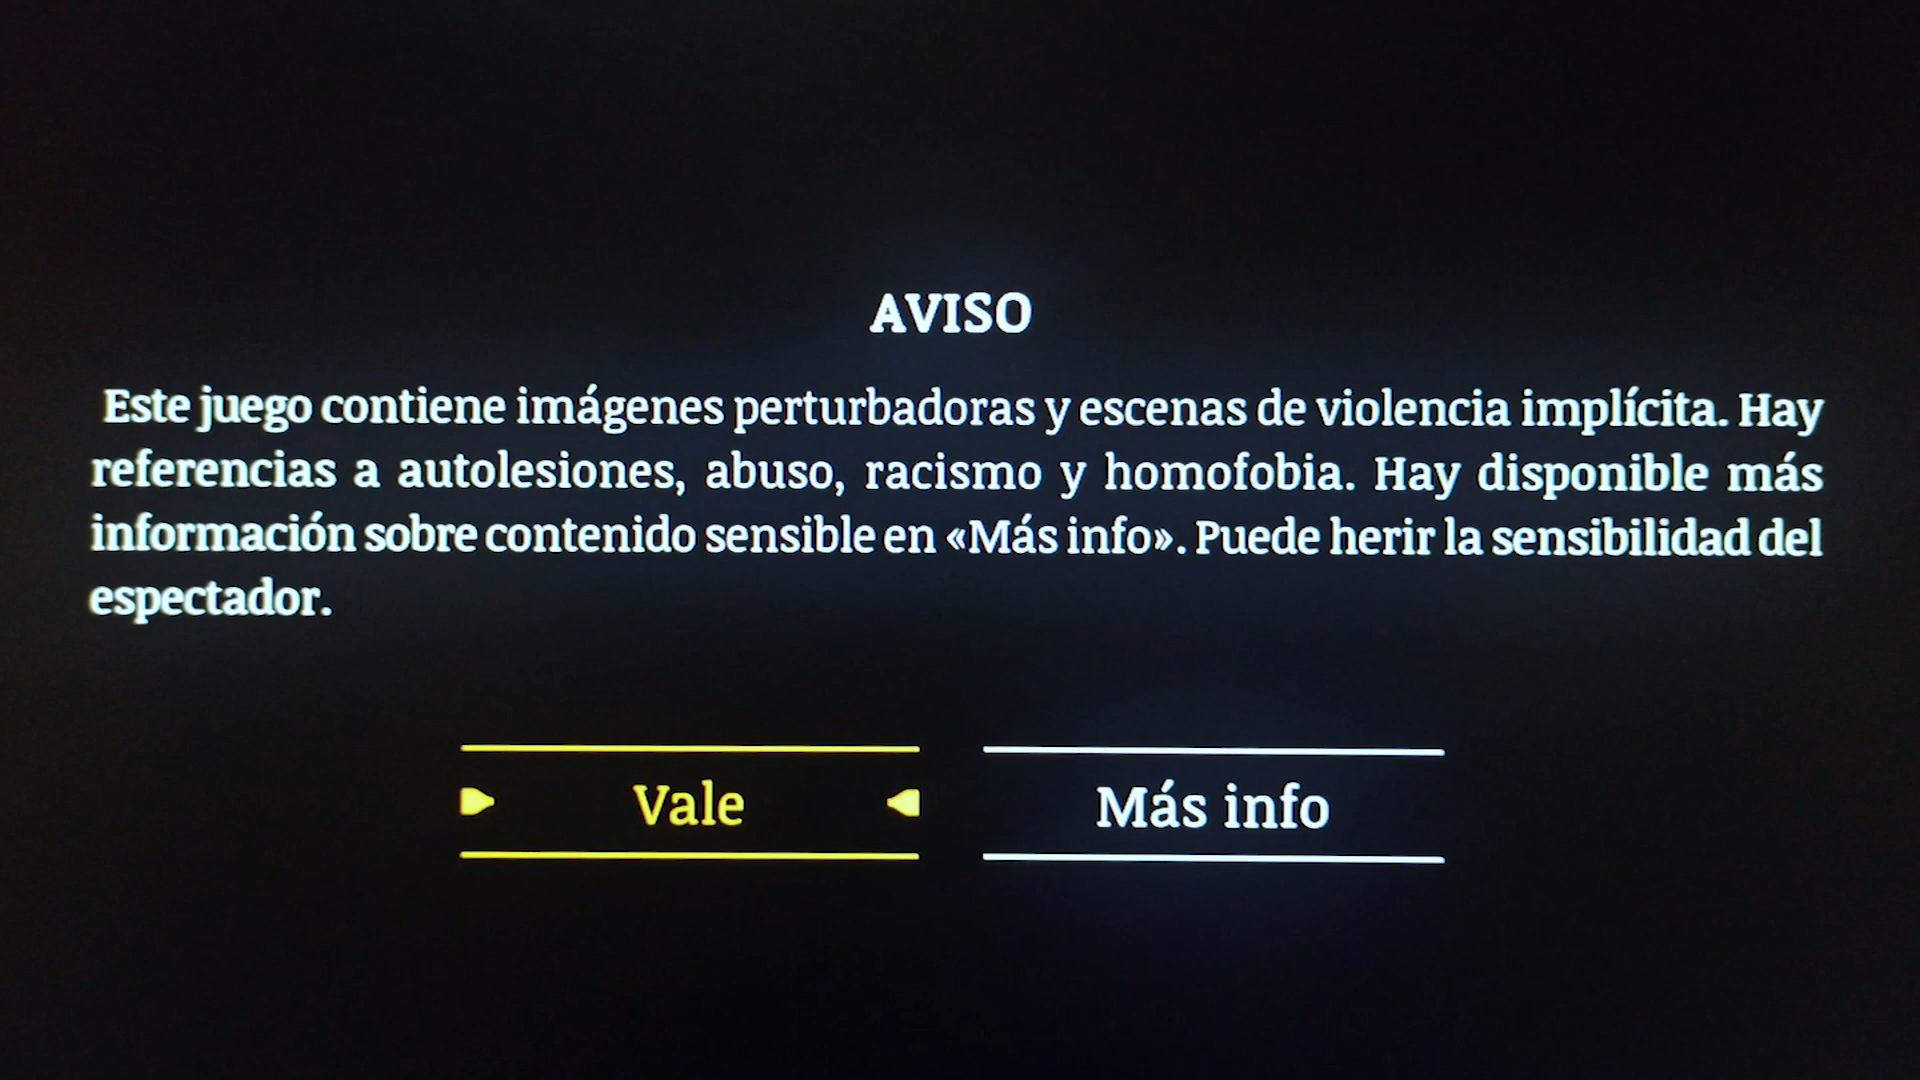 AVISO
Este juego contiene imágenes perturbadoras y escenas de violencia implícita. Hay
referencias a autolesiones, abuso, racismo y homofobia. Hay disponible más
información sobre contenido sensible en «Más info». Puede herir la sensibilidad del
espectador.
Vale
Más info